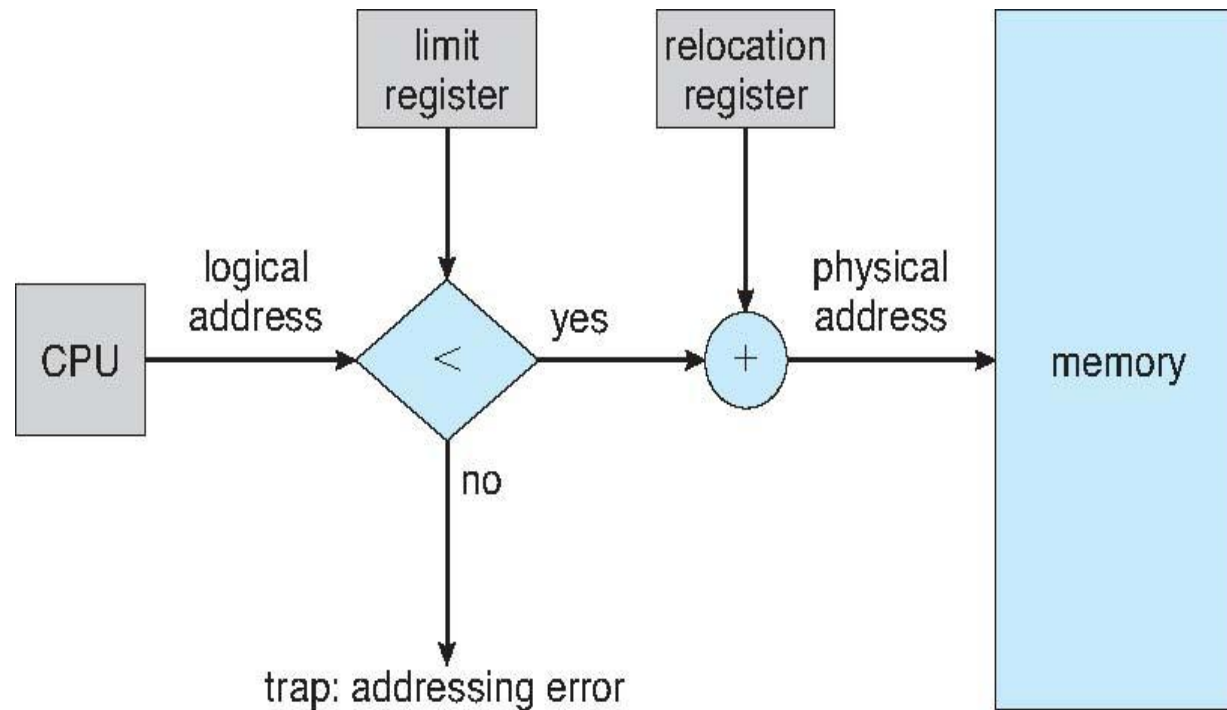 limit
register
relocation
register
logical
address
physical
address
CPU
<
yes
+
memory
no
trap: addressing error